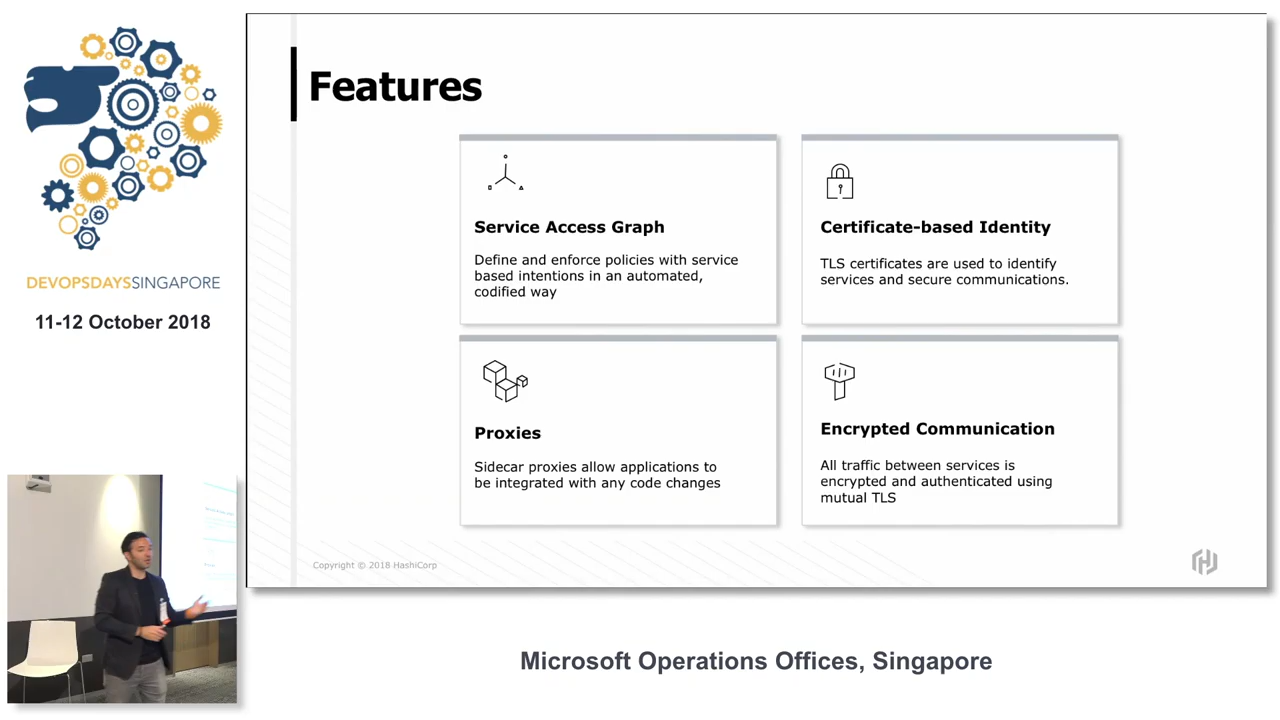 DEVOPSDAYSSINGAPORE
11-12 October 2018
Features
Service Access Graph
Define and enforce policies with service
based intentions in an automated,
codified way
Certificate-based Identity
TLS certificates are used to identify
services and secure communications.
Proxies
Sidecar proxies allow applications to
be integrated with any code changes
Encrypted Communication
All traffic between services is
encrypted and authenticated using
mutual TLS
Copyright © 2018 HashiCorp
Microsoft Operations Offices, Singapore